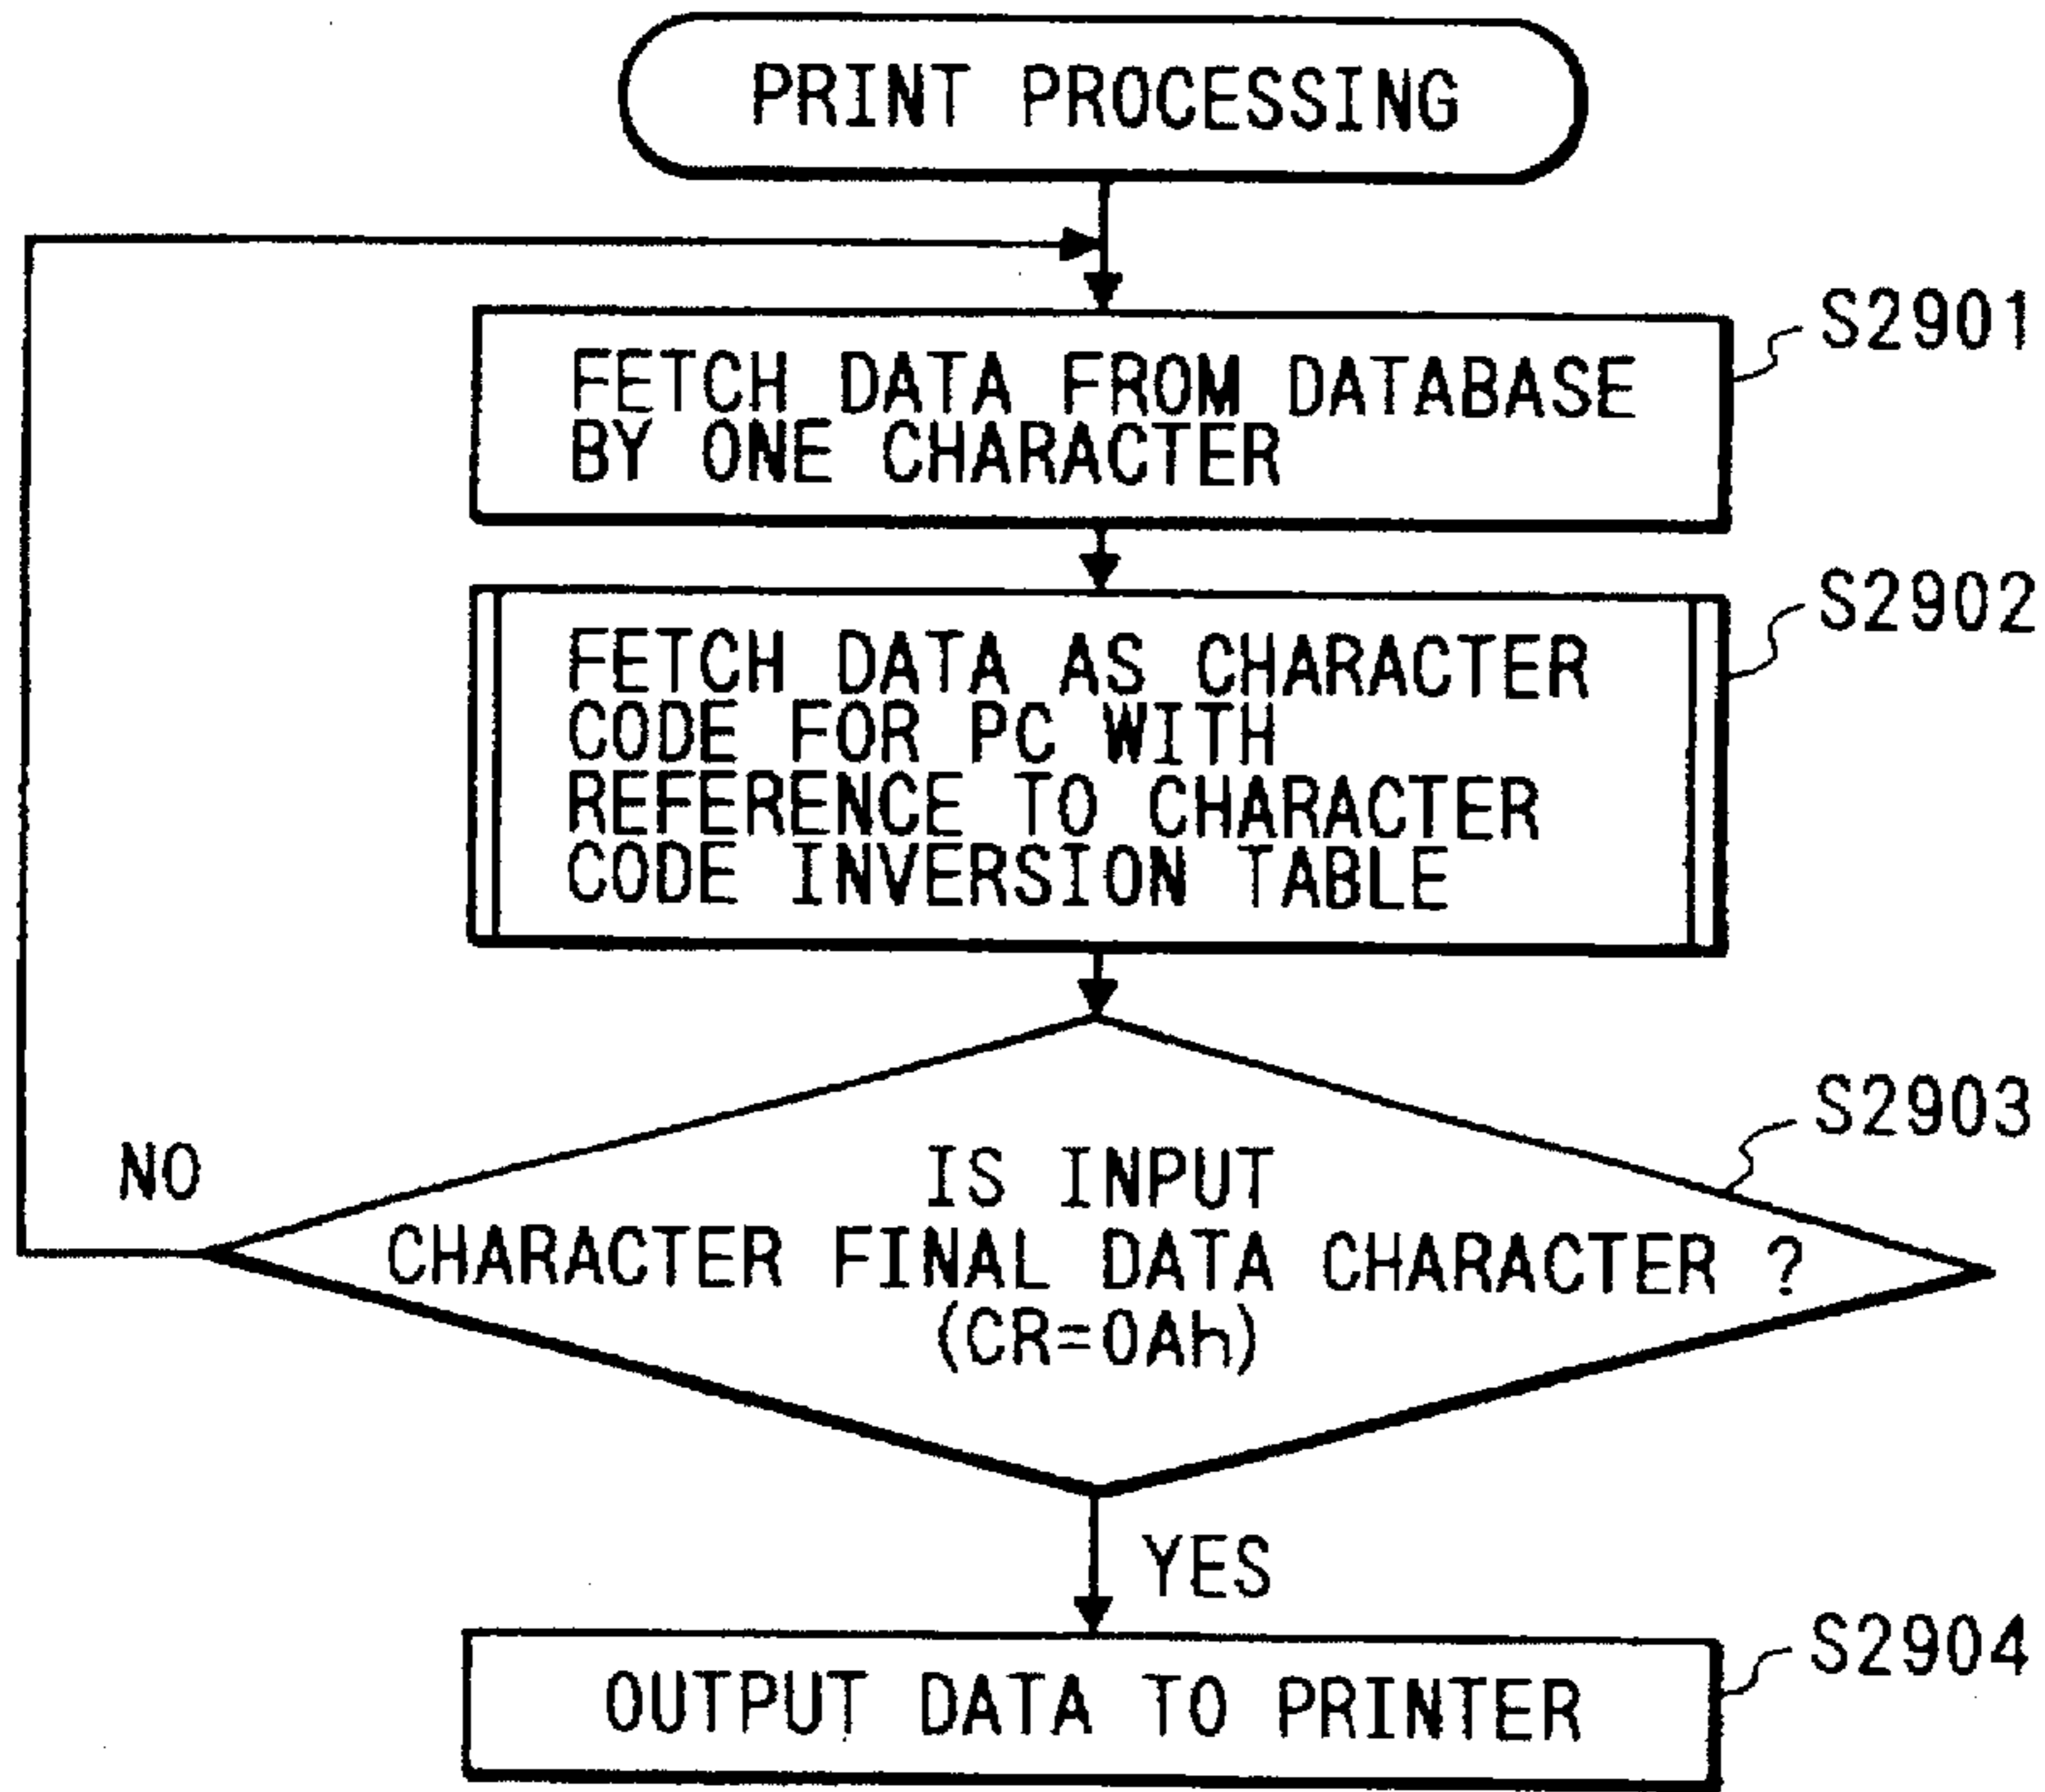 PRINT PROCESSING
S2901
FETCH DATA FROM DATABASE
BY ONE CHARACTER
S2902
FETCH DATA AS CHARACTER
CODE FOR PC WITH
REFERENCE TO CHARACTER
CODE INVERSION TABLE
S2903
NO
IS INPUT
CHARACTER FINAL DATA CHARACTER ?
(CR=0Ah)
YES
S2904
OUTPUT DATA TO PRINTER